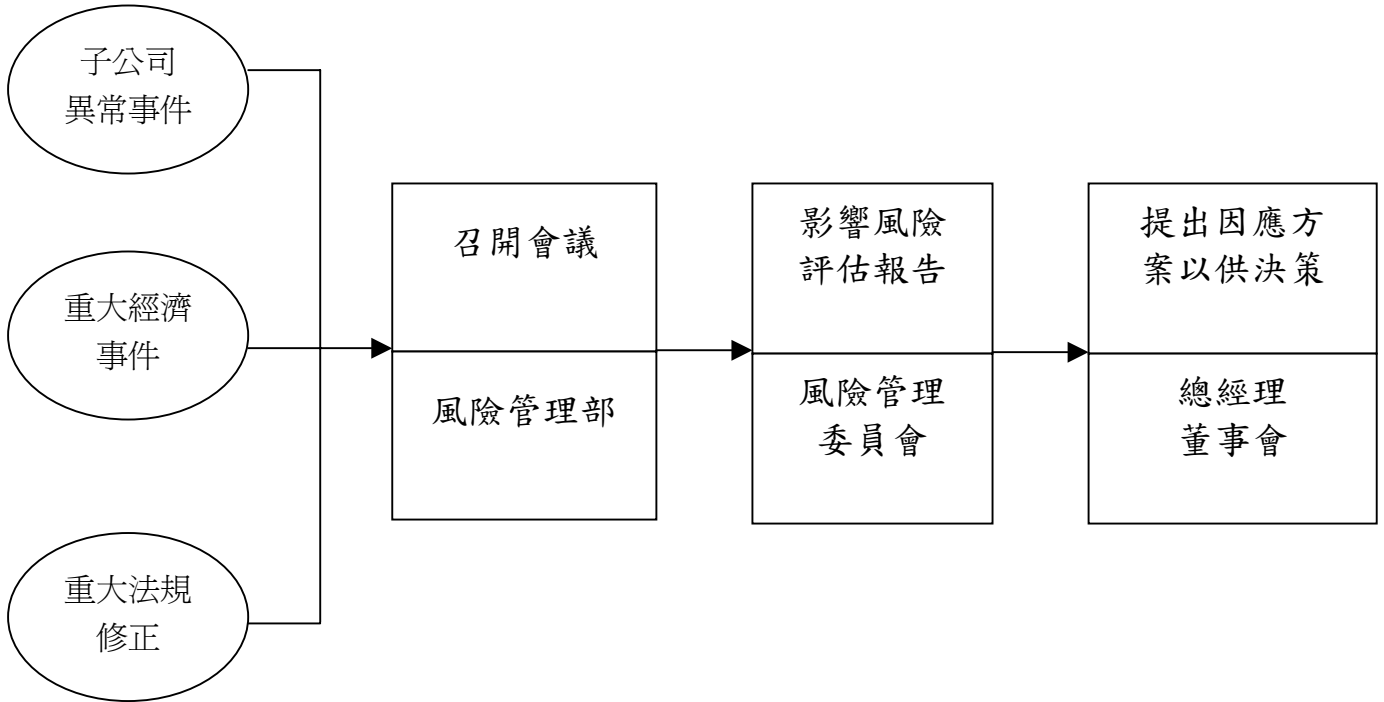 子公司
異常事件
重大經濟
事件
重大法規
修正
召開會議
風險管理部
影響風險
評估報告
風險管理
委員會
提出因應方
案以供決策
總經理
董事會